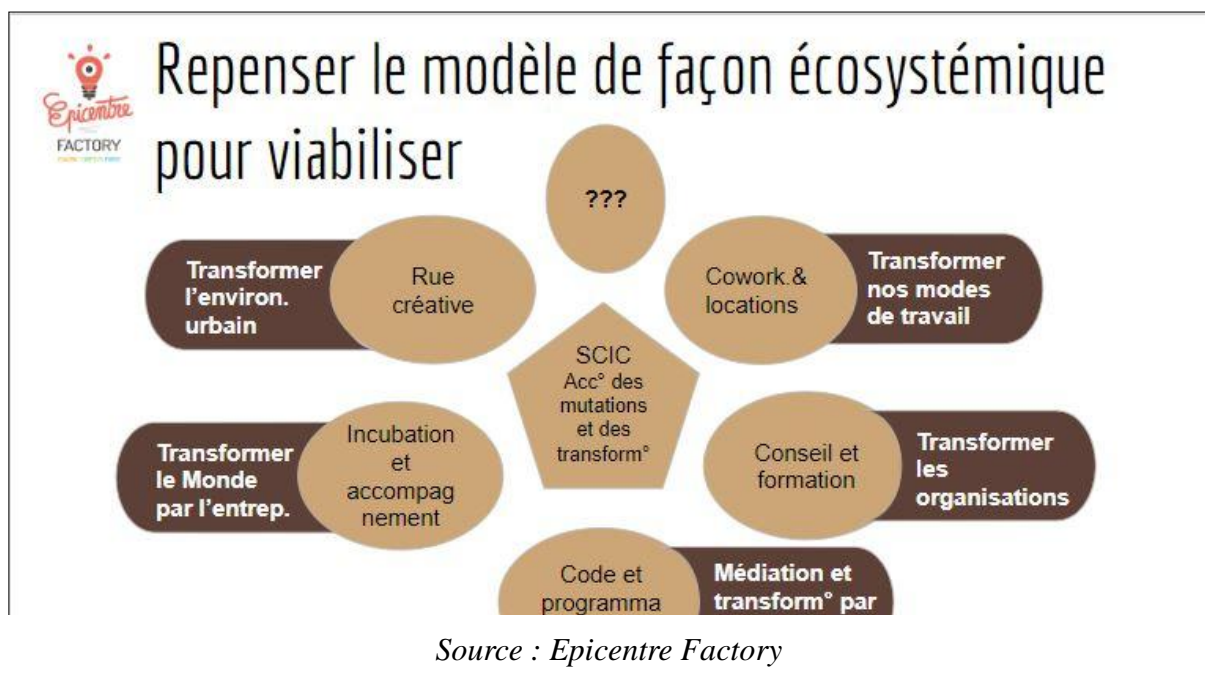 Epicentre
FACTORY
Repenser le modèle de façon écosystémique
pour viabiliser
???
Transformer
l'environ.
urbain
Rue
créative
Cowork.&
locations
Transformer
nos modes
de travail
SCIC
Acc° des
mutations
et des
transform°
Transformer
le Monde
par l'entrep.
Incubation
et
accompag
nement
Conseil et
formation
Transformer
les
organisations
Code et
programma
Médiation et
transform° par
Source : Epicentre Factory